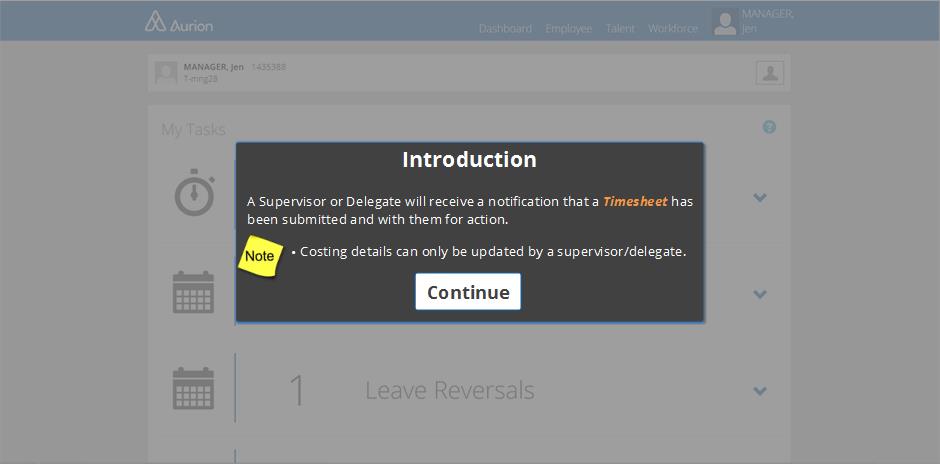 Aurion
Dashboard Employee Talent Workforce
MANAGER,
Jen
MANAGER, Jen 1435388
T-mng28
My Tasks
?
Introduction
A Supervisor or Delegate will receive a notification that a Timesheet has
been submitted and with them for action.
Note
• Costing details can only be updated by a supervisor/delegate.
Continue
1 Leave Reversals